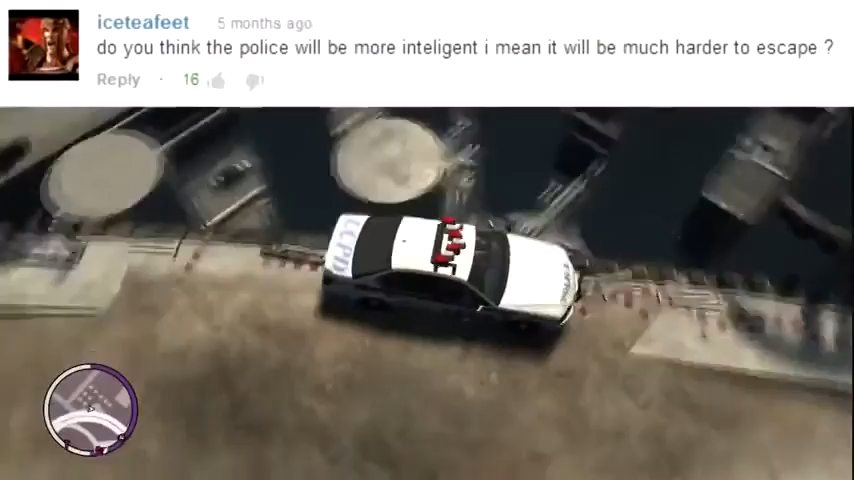 iceteafeet 5 months ago
do you think the police will be more inteligent i mean it will be much harder to escape ?
Reply · 16
LCPD